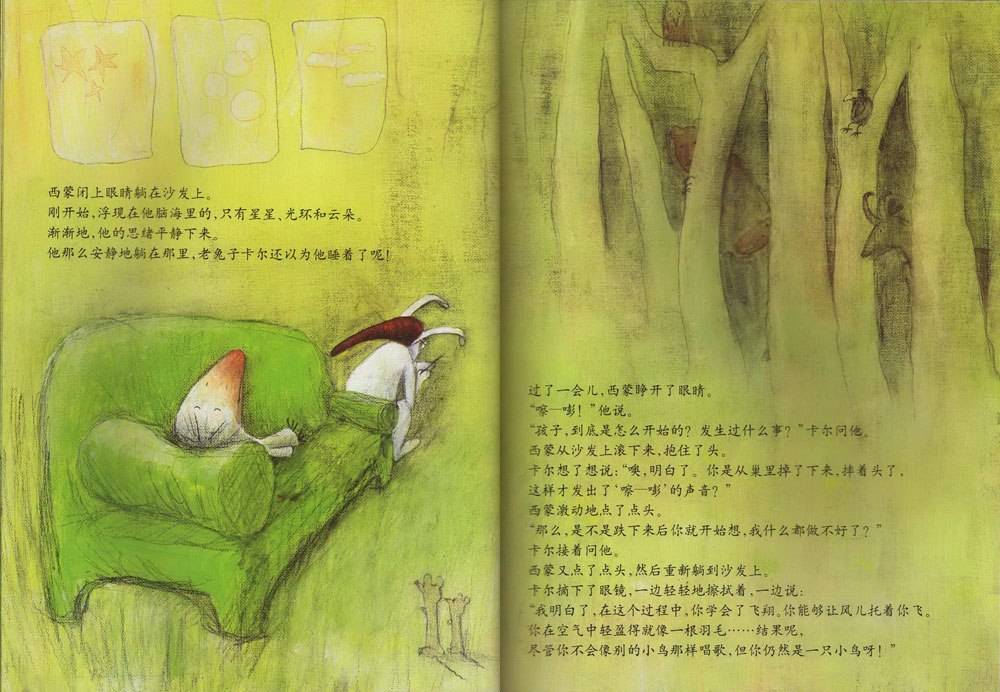 西蒙闭上眼睛躺在沙发上。
刚开始，浮现在他脑海里的，只有星星、光环和云朵。
渐渐地，他的思绪平静下来。
他那么安静地躺在那里，老兔子卡尔还以为他睡着了呢！
过了一会儿，西蒙睁开了眼睛。
“嚓—嘭！”他说。
“孩子，到底是怎么开始的？发生过什么事？”卡尔问他。
西蒙从沙发上滚下来，抱住了头。
卡尔想了想说：“噢，明白了。你是从巢里掉了下来，摔着头了，
这样才发出了‘嚓—嘭’的声音？”
西蒙激动地点了点头。
“那么，是不是跌下来后你就开始想，我什么都做不好了？”
卡尔接着问他。
西蒙又点了点头，然后重新躺到沙发上。
卡尔摘下了眼镜，一边轻轻地擦拭着，一边说：
“我明白了，在这个过程中，你学会了飞翔。你能够让风儿托着你飞。
你在空气中轻盈得就像一根羽毛……结果呢，
尽管你不会像别的小鸟那样唱歌，但你仍然是一只小鸟呀！”